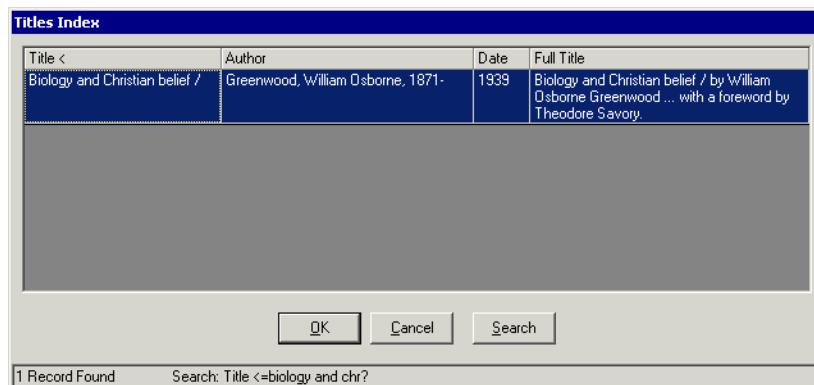 Titles Index
Title < Author Date Full Title
Biology and Christian belief / Greenwood, William Osborne, 1871- 1939 Biology and Christian belief / by William
Osborne Greenwood ... with a foreword by
Theodore Savory.
OK Cancel Search
1 Record Found Search: Title <=biology and chr?